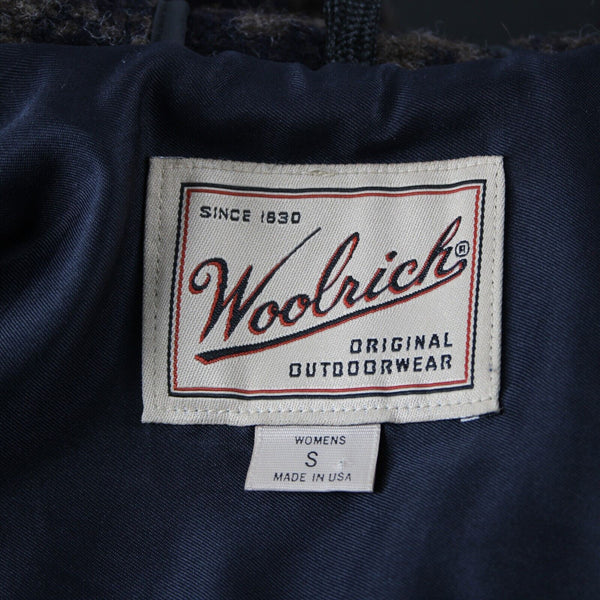 SINCE 1830
Woolrich®
ORIGINAL
OUTDOORWEAR
WOMENS
S
MADE IN USA